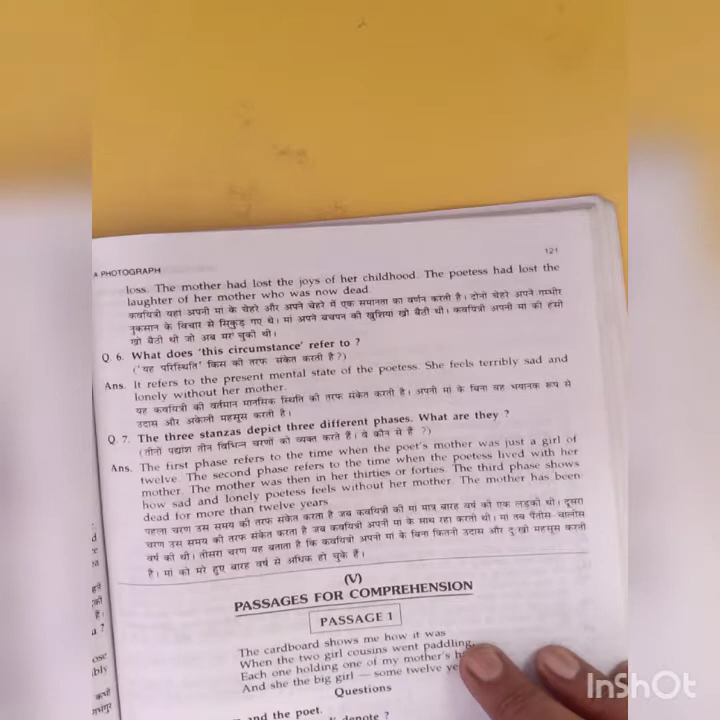 A PHOTOGRAPH
121
loss. The mother had lost the joys of her childhood. The poetess had lost the
laughter of her mother who was now dead.
कवयित्री यहां अपनी मां के चेहरे और अपने चेहरे में एक समानता का वर्णन करती है। दोनों चेहरे अपने गम्भीर
नुकसान के विचार से सिकुड़ गए थे। मां अपने बचपन की खुशियां खो बैठी थी। कवयित्री अपनी मां की हंसी
खो बैठी थी जो अब मर चुकी थी।
Q. 6. What does 'this circumstance' refer to ?
('यह परिस्थिति' किस की तरफ संकेत करती है ?)
Ans. It refers to the present mental state of the poetess. She feels terribly sad and
lonely without her mother.
यह कवयित्री की वर्तमान मानसिक स्थिति की तरफ संकेत करती है। अपनी मां के बिना वह भयानक रूप से
उदास और अकेली महसूस करती है।
Q. 7. The three stanzas depict three different phases. What are they ?
(तीनों पद्यांश तीन विभिन्न चरणों को व्यक्त करते हैं। वे कौन से हैं ?)
Ans. The first phase refers to the time when the poet's mother was just a girl of
twelve. The second phase refers to the time when the poetess lived with her
mother. The mother was then in her thirties or forties. The third phase shows
how sad and lonely poetess feels without her mother. The mother has been
dead for more than twelve years
पहला चरण उस समय की तरफ संकेत करता है जब कवयित्री की मां मात्र बारह वर्ष की एक लड़की थी। दूसरा
चरण उस समय की तरफ संकेत करता है जब कवयित्री अपनी मां के साथ रहा करती थी। मां तब पैंतीस-चालीस
वर्ष की थी। तीसरा चरण यह बताता है कि कवयित्री अपनी मां के बिना कितनी उदास और दुःखी महसूस करती
है। मां को मरे हुए बारह वर्ष से अधिक हो चुके हैं।
(V)
PASSAGES FOR COMPREHENSION
PASSAGE 1
The cardboard shows me how it was
When the two girl cousins went paddling,
Each one holding one of my mother's
And she the big girl — some twelve
Questions
and the poet.
denote ?
InShOt